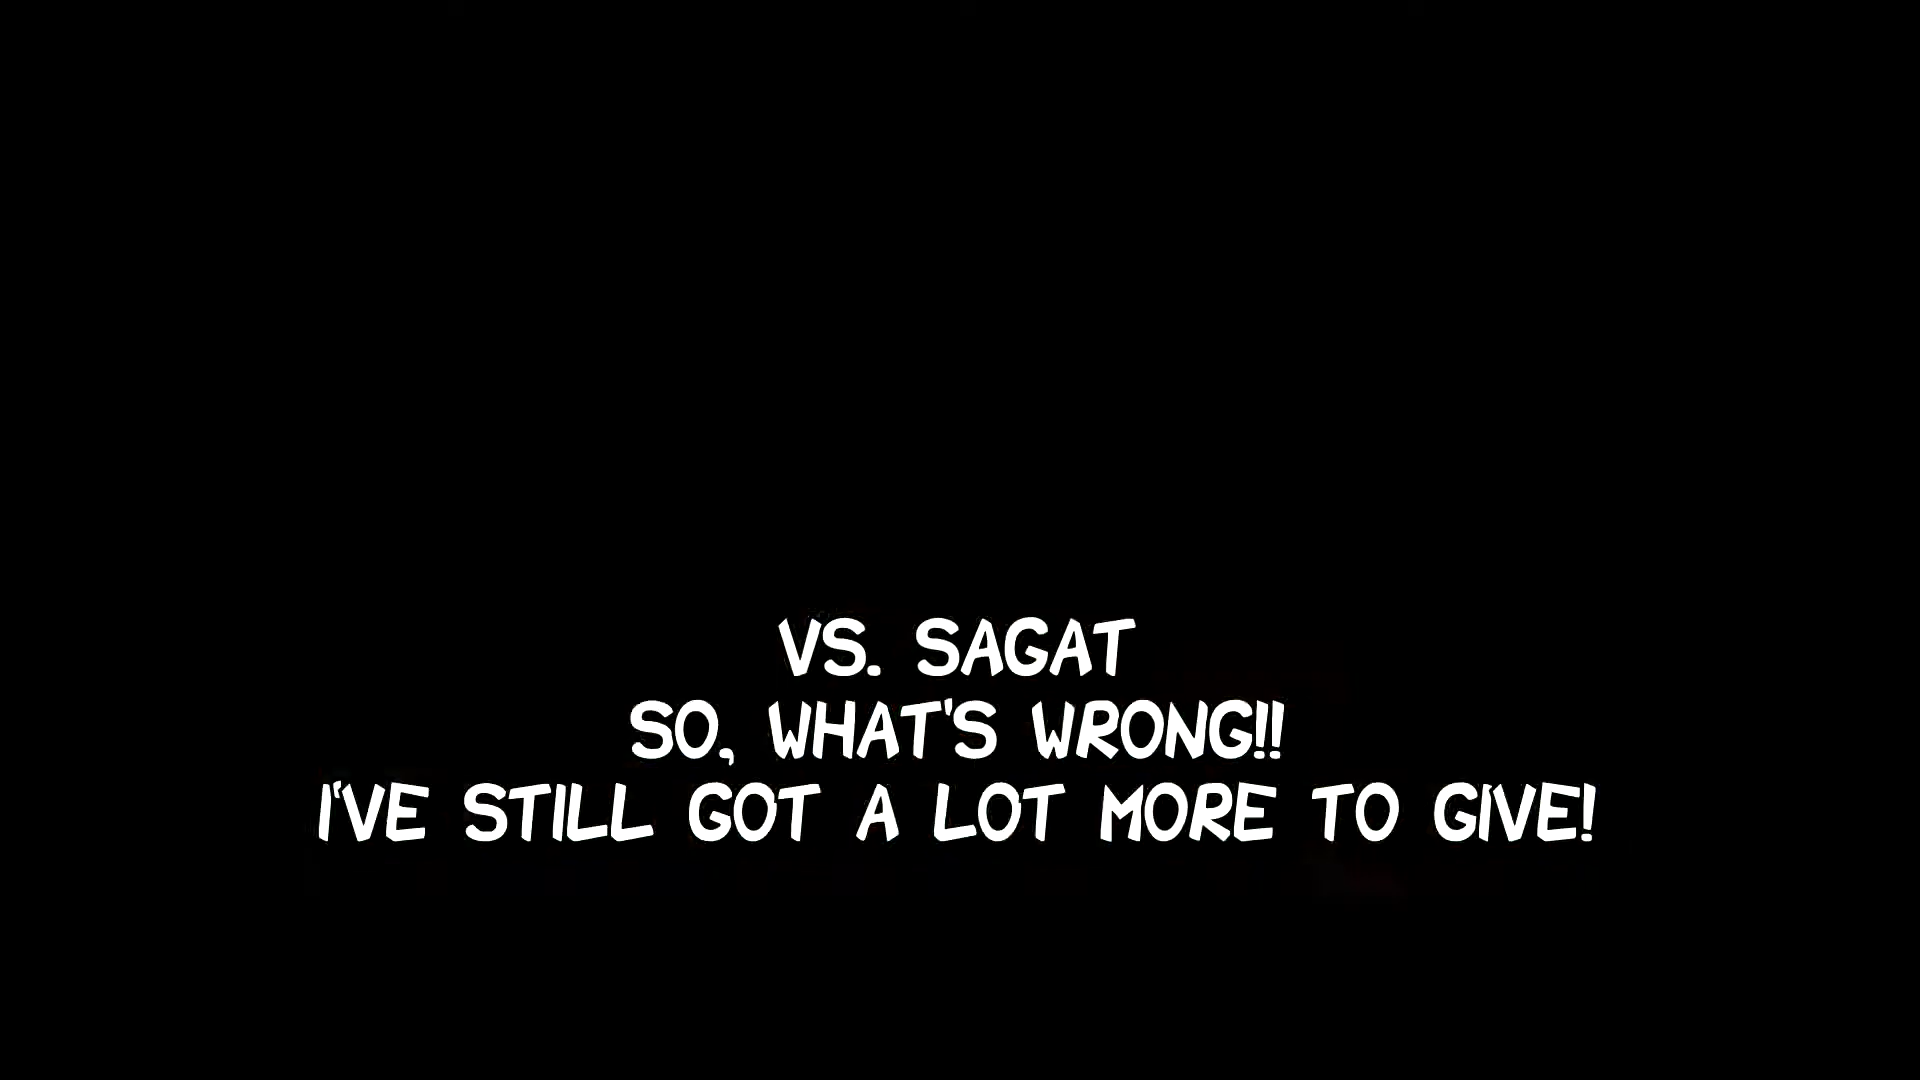 VS. SAGAT
SO, WHAT'S WRONG!!
I'VE STILL GOT A LOT MORE TO GIVE!